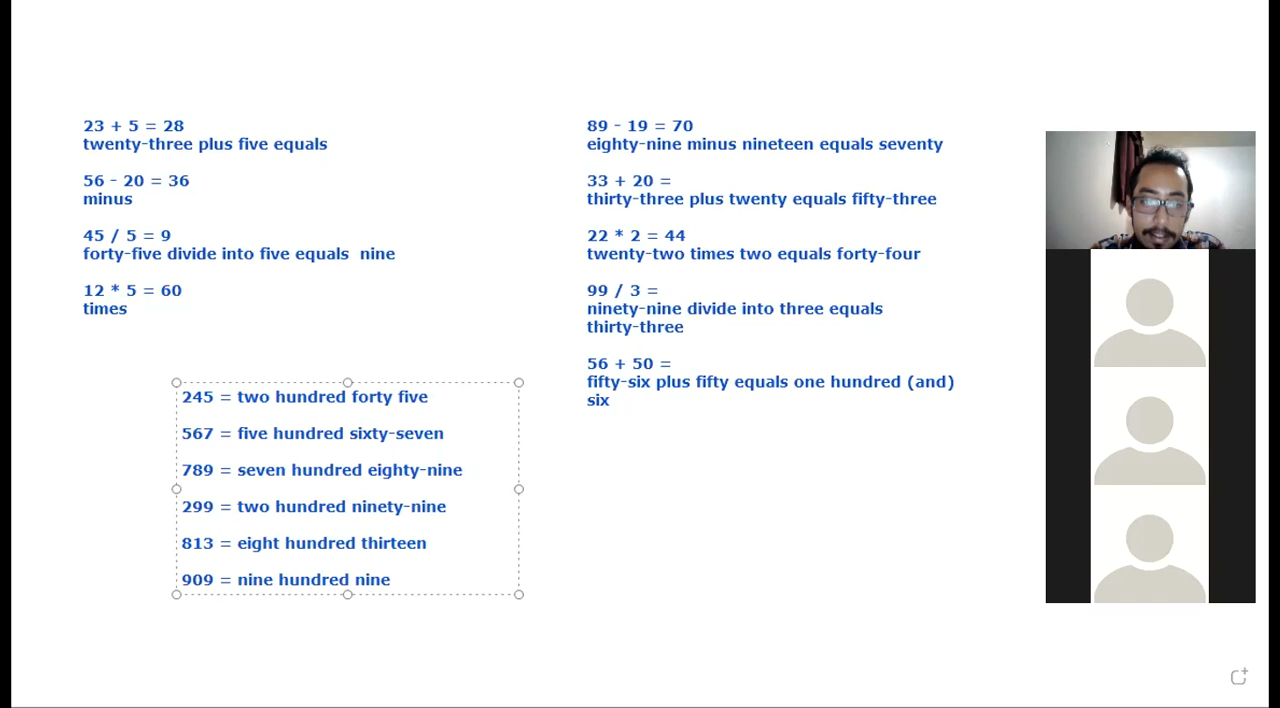 23 + 5 = 28
twenty-three plus five equals
56 - 20 = 36
minus
45 / 5 = 9
forty-five divide into five equals  nine
12 * 5 = 60
times
245 = two hundred forty five
567 = five hundred sixty-seven
789 = seven hundred eighty-nine
299 = two hundred ninety-nine
813 = eight hundred thirteen
909 = nine hundred nine
89 - 19 = 70
eighty-nine minus nineteen equals seventy
33 + 20 =
thirty-three plus twenty equals fifty-three
22 * 2 = 44
twenty-two times two equals forty-four
99 / 3 =
ninety-nine divide into three equals
thirty-three
56 + 50 =
fifty-six plus fifty equals one hundred (and)
six